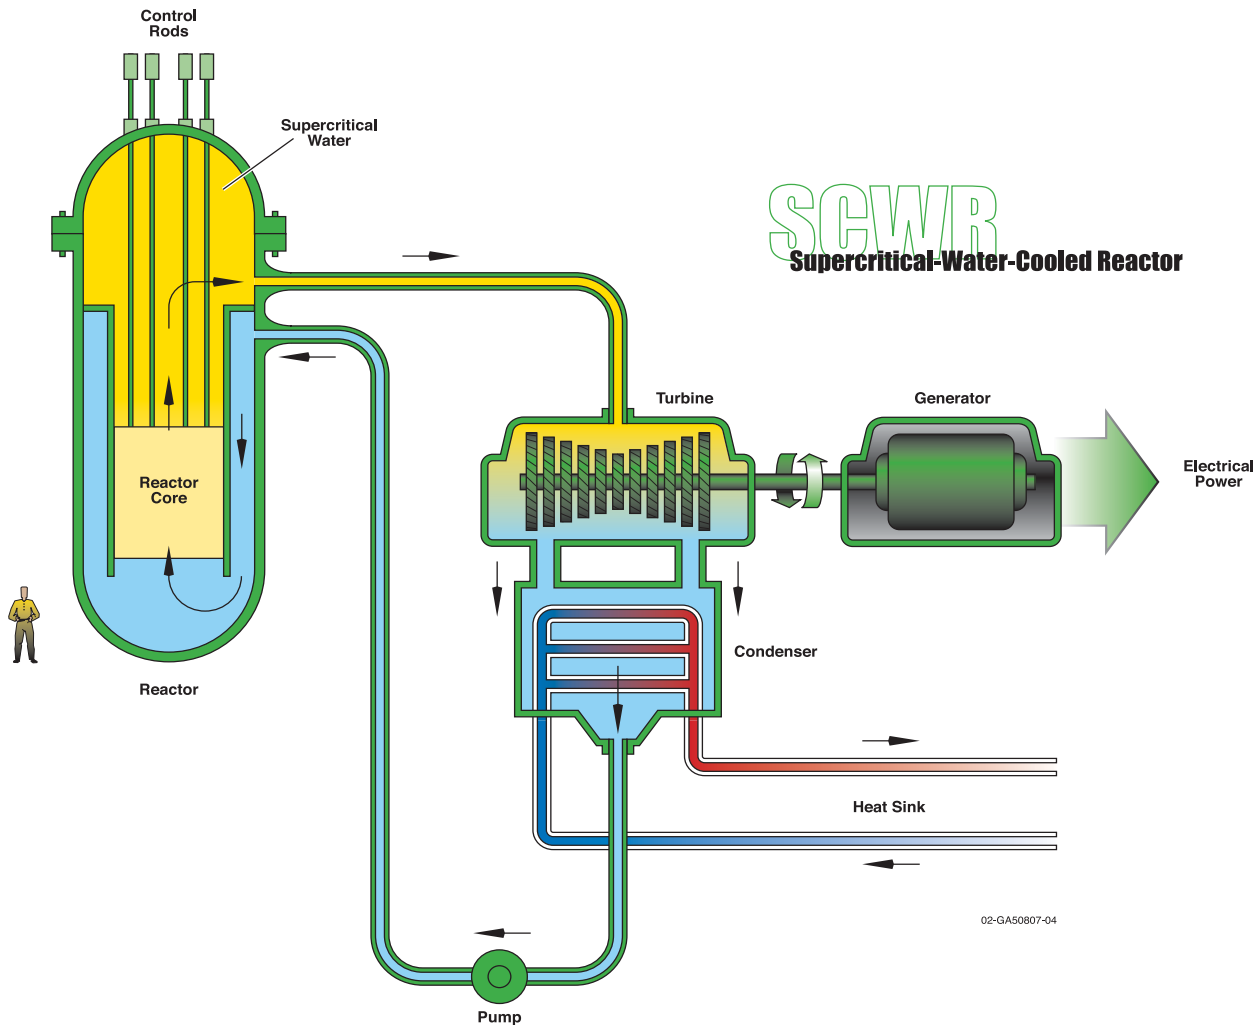 Control
Rods
Supercritical
Water
SCWR
Supercritical-Water-Cooled Reactor
Turbine
Generator
Electrical
Power
Reactor
Core
Condenser
Reactor
Heat Sink
02-GA50807-04
Pump